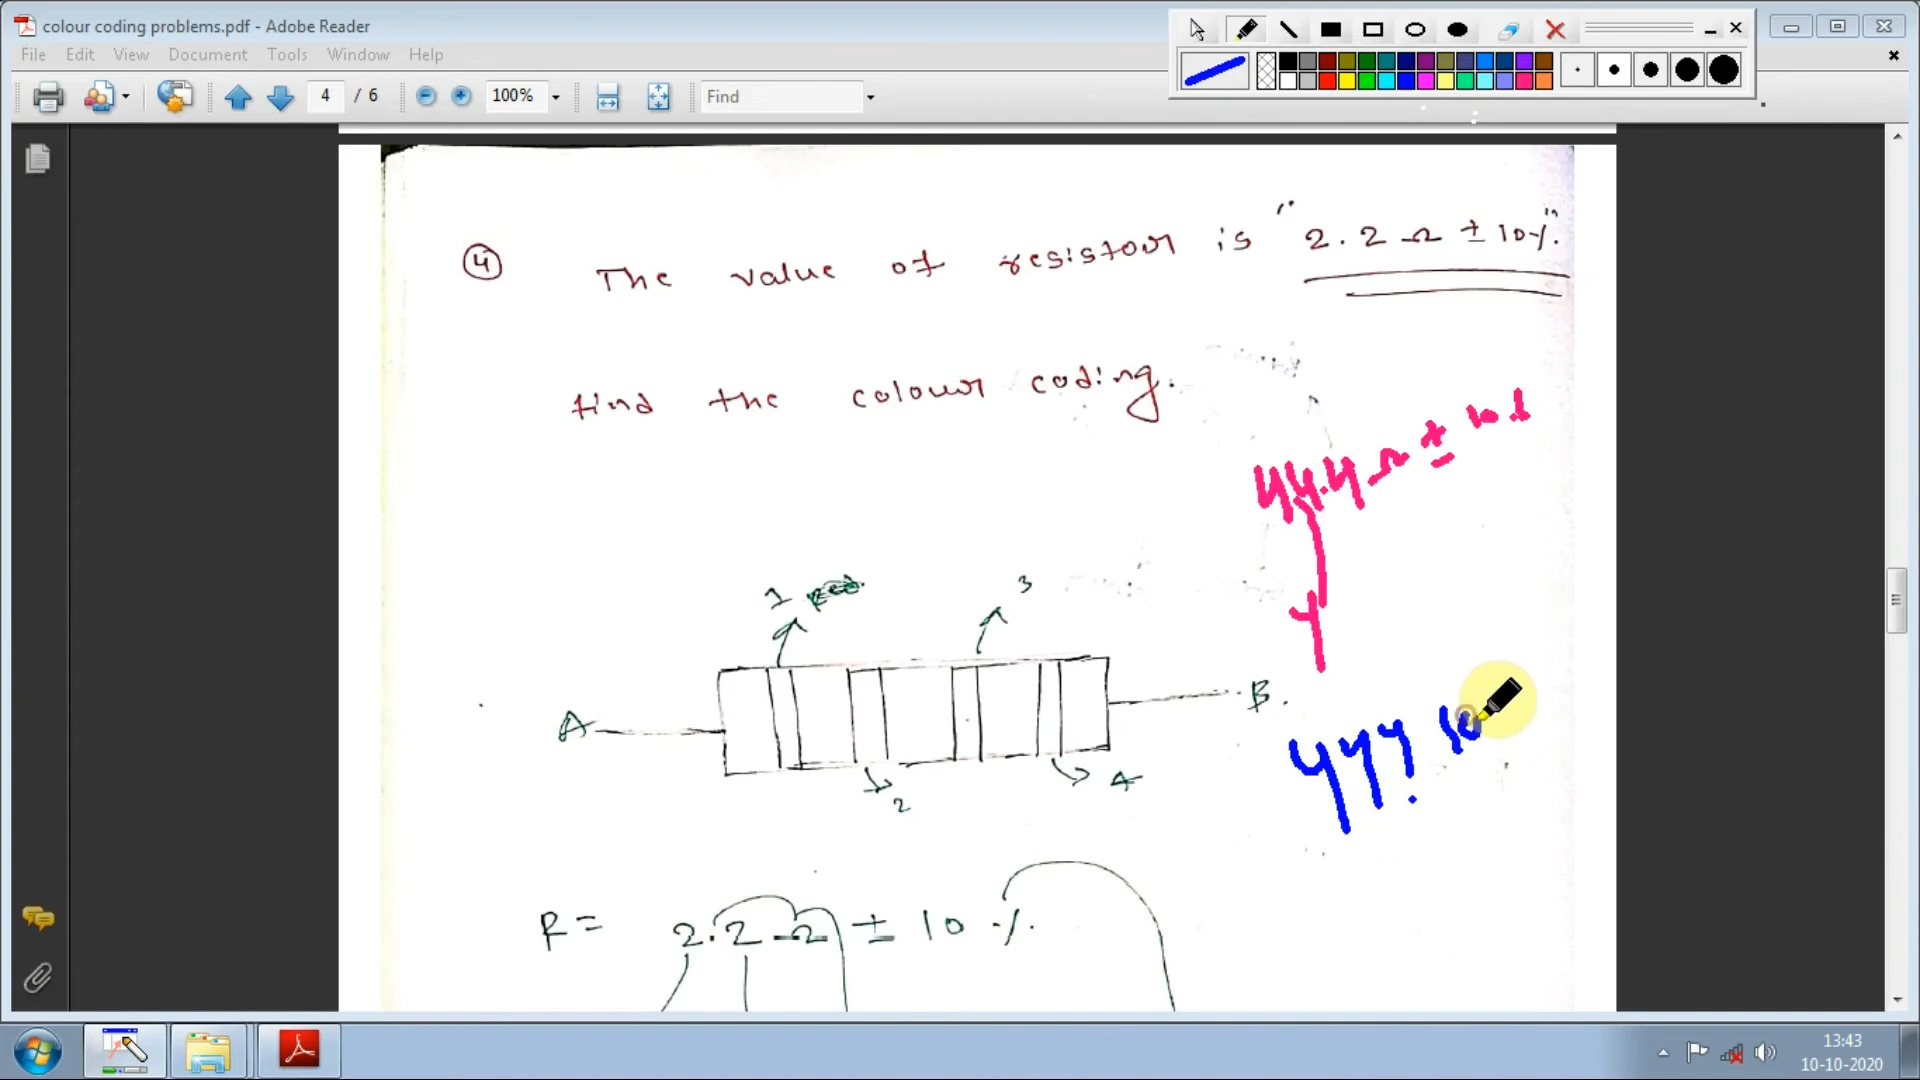 colour coding problems.pdf - Adobe Reader
File Edit View Document Tools Window Help
4 / 6 100% Find
4 The value of resistour is "2.2 Ω ± 10%"
find the colour coding.
44.4 Ω ± 10
1 3
A B.
2 4
444 10
R = 2.2 Ω ± 10 %
13:43
10-10-2020